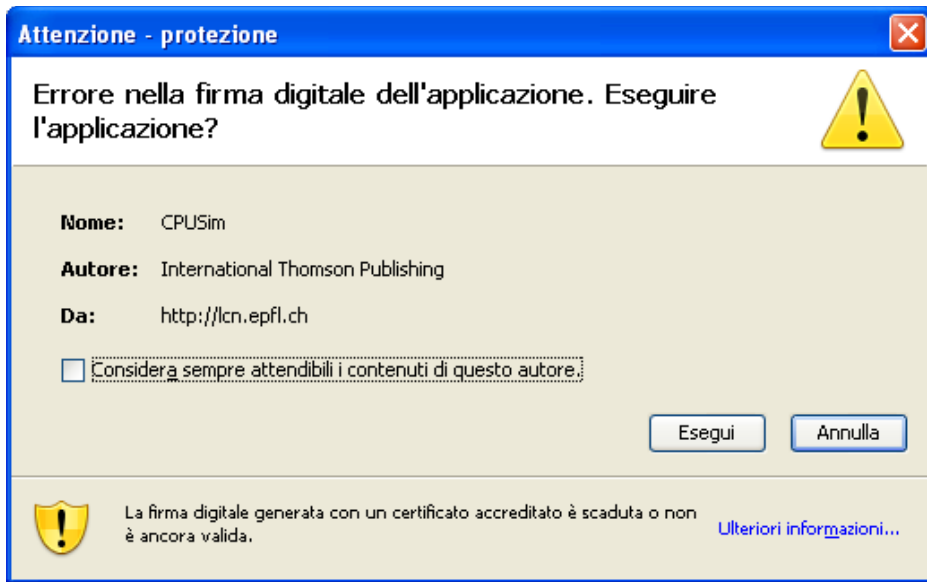 Attenzione - protezione
Errore nella firma digitale dell'applicazione. Eseguire
l'applicazione?
Nome: CPUSim
Autore: International Thomson Publishing
Da: http://lcn.epfl.ch
Considera sempre attendibili i contenuti di questo autore.
Esegui Annulla
La firma digitale generata con un certificato accreditato è scaduta o non
è ancora valida.
Ulteriori informazioni...